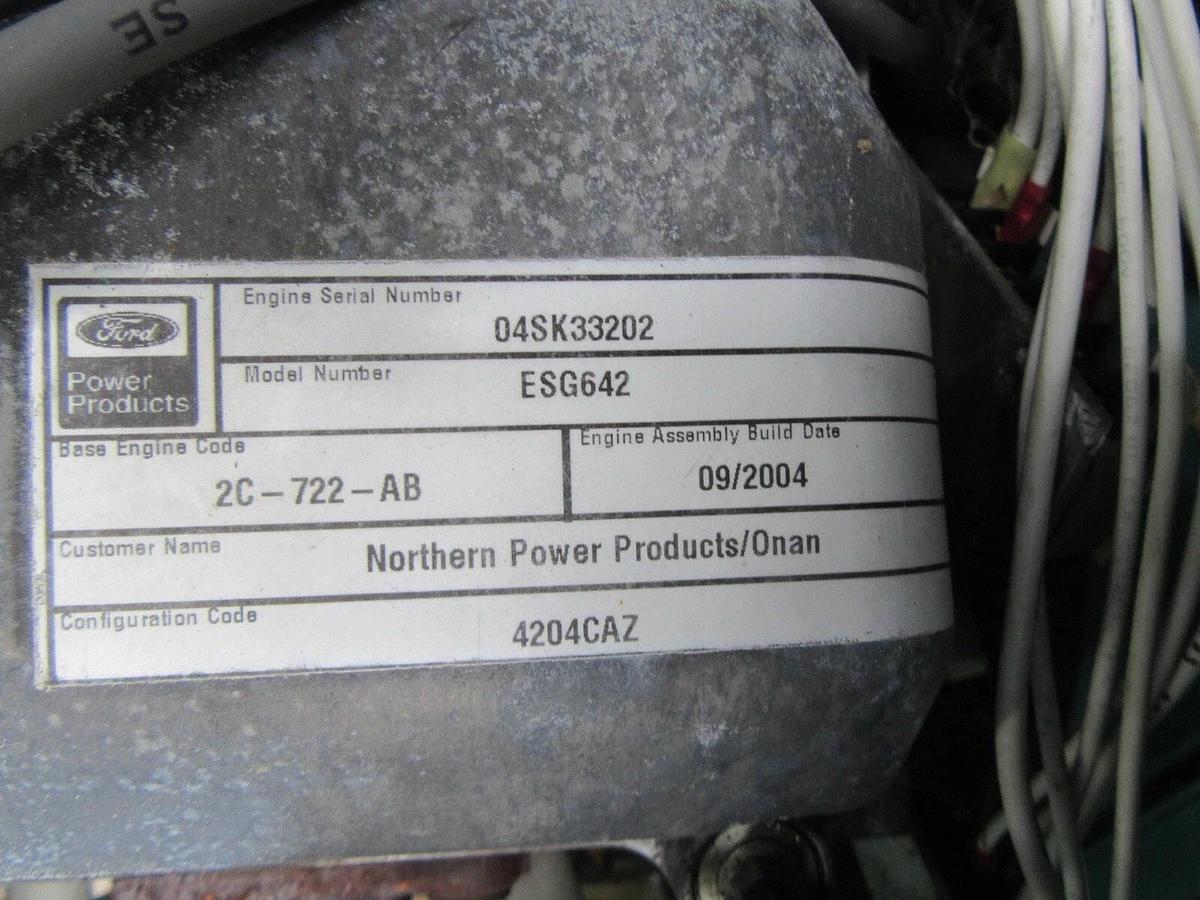 SE
Ford
Power
Products
Engine Serial Number
04SK33202
Model Number
ESG642
Base Engine Code
2C-722-AB
Engine Assembly Build Date
09/2004
Customer Name
Northern Power Products/Onan
Configuration Code
4204CAZ